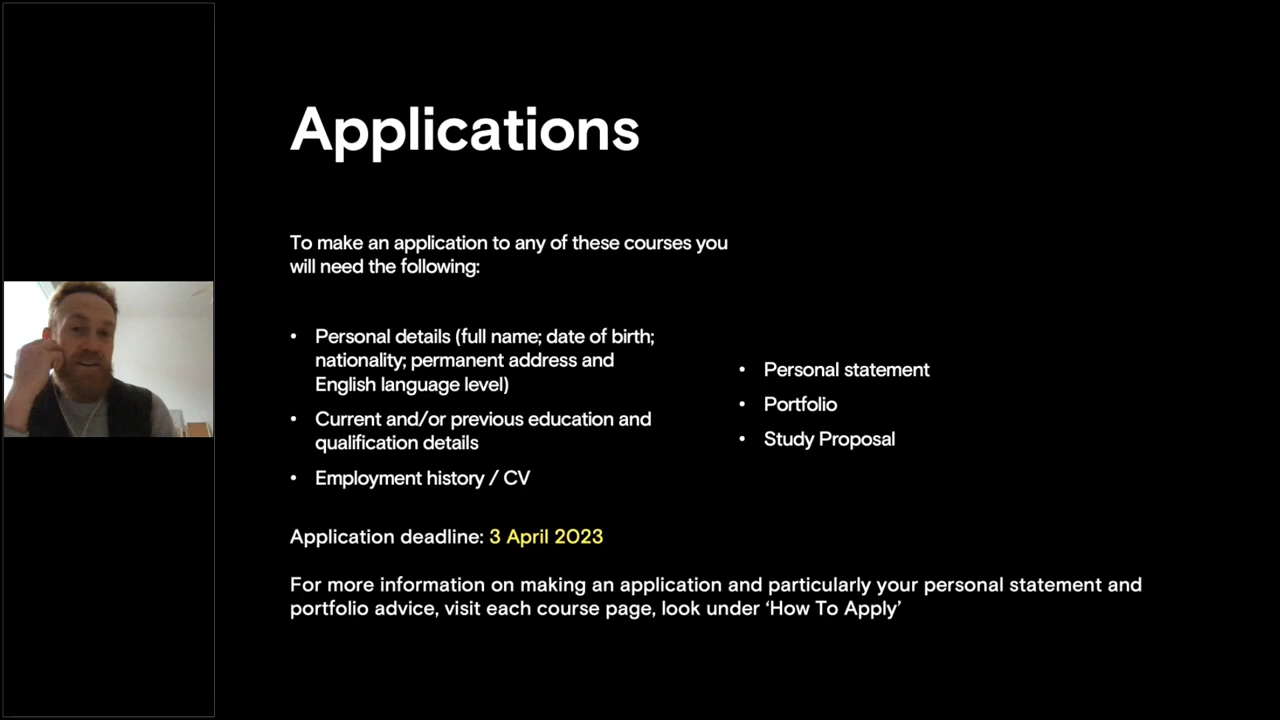 Applications
To make an application to any of these courses you
will need the following:
• Personal details (full name; date of birth;
nationality; permanent address and
English language level)
• Current and/or previous education and
qualification details
• Employment history / CV
• Personal statement
• Portfolio
• Study Proposal
Application deadline: 3 April 2023
For more information on making an application and particularly your personal statement and
portfolio advice, visit each course page, look under ‘How To Apply’